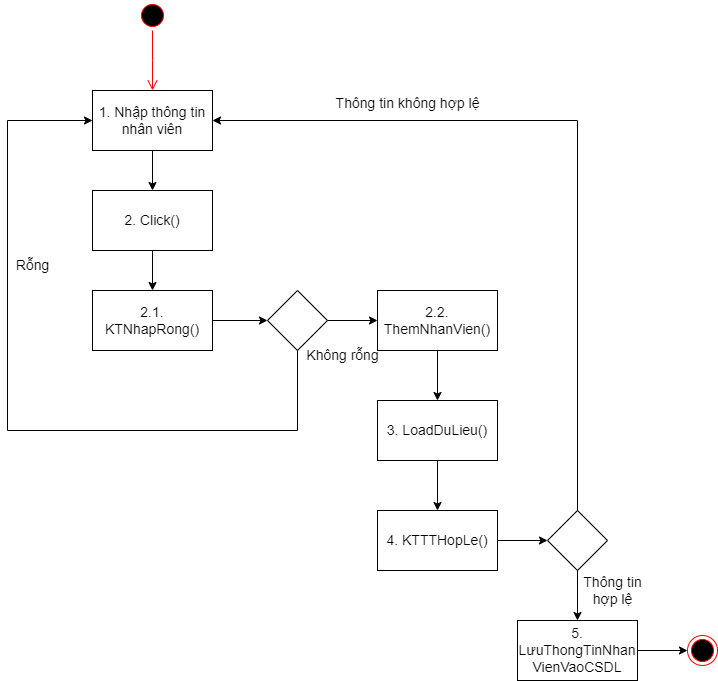 Thông tin không hợp lệ
1. Nhập thông tin
nhân viên
2. Click()
Rỗng
2.1.
KTNhapRong()
2.2.
ThemNhanVien()
Không rỗng
3. LoadDuLieu()
4. KTTTHopLe()
Thông tin
hợp lệ
5.
LưuThongTinNhan
VienVaoCSDL